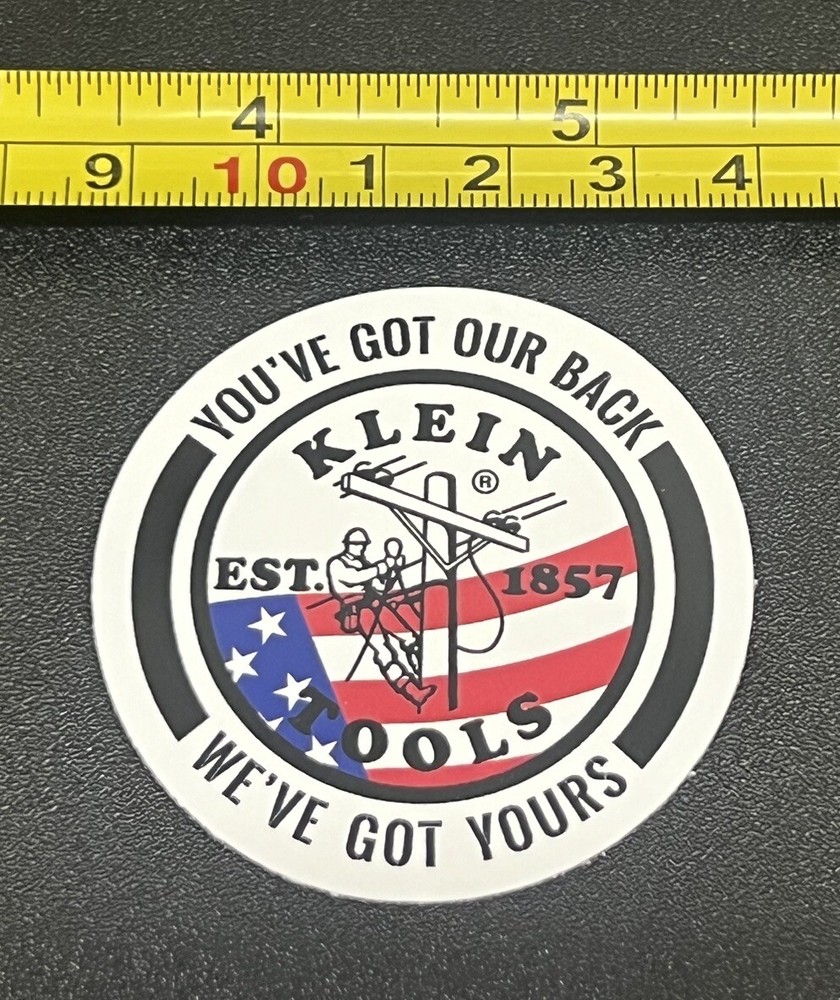 4 5
9 10 1 2 3 4
YOU'VE GOT OUR BACK
KLEIN
®
EST. 1857
TOOLS
WE'VE GOT YOURS